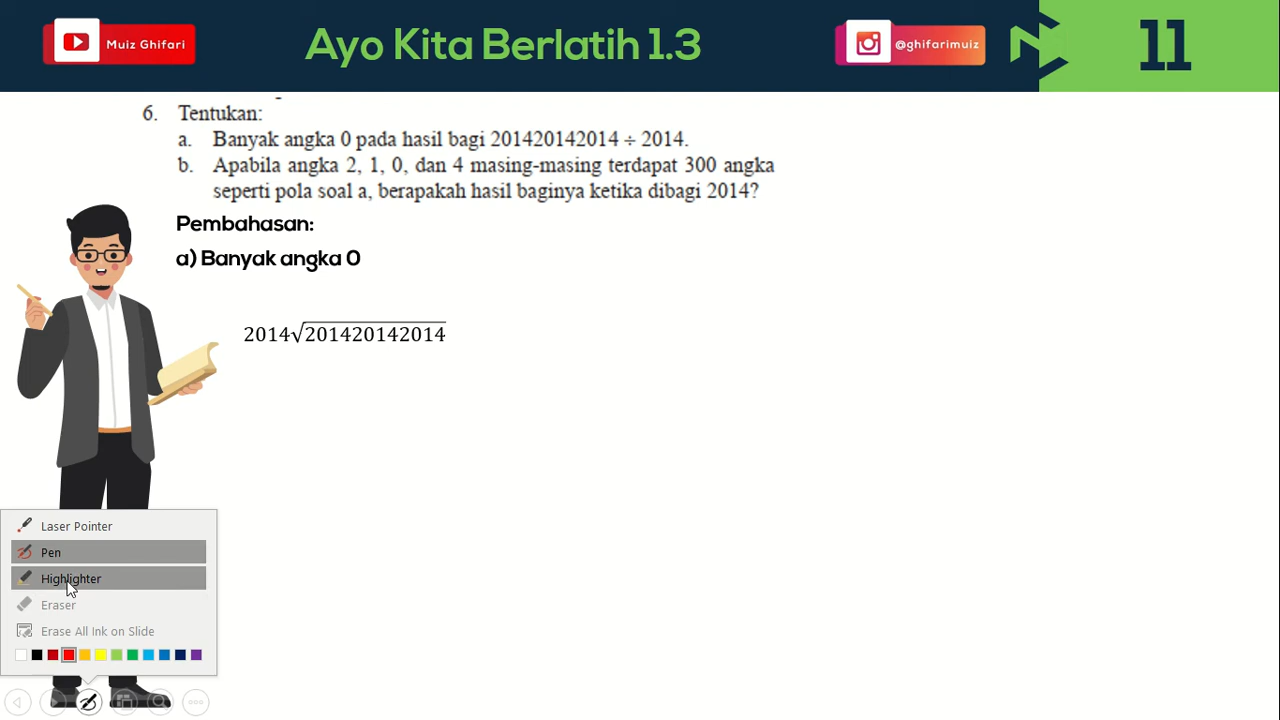 Muiz Ghifari
Ayo Kita Berlatih 1.3
@ghifarimuiz
11
6. Tentukan:
a. Banyak angka 0 pada hasil bagi 201420142014 ÷ 2014.
b. Apabila angka 2, 1, 0, dan 4 masing-masing terdapat 300 angka
seperti pola soal a, berapakah hasil baginya ketika dibagi 2014?
Pembahasan:
a) Banyak angka 0
2014√201420142014
Laser Pointer
Pen
Highlighter
Eraser
Erase All Ink on Slide